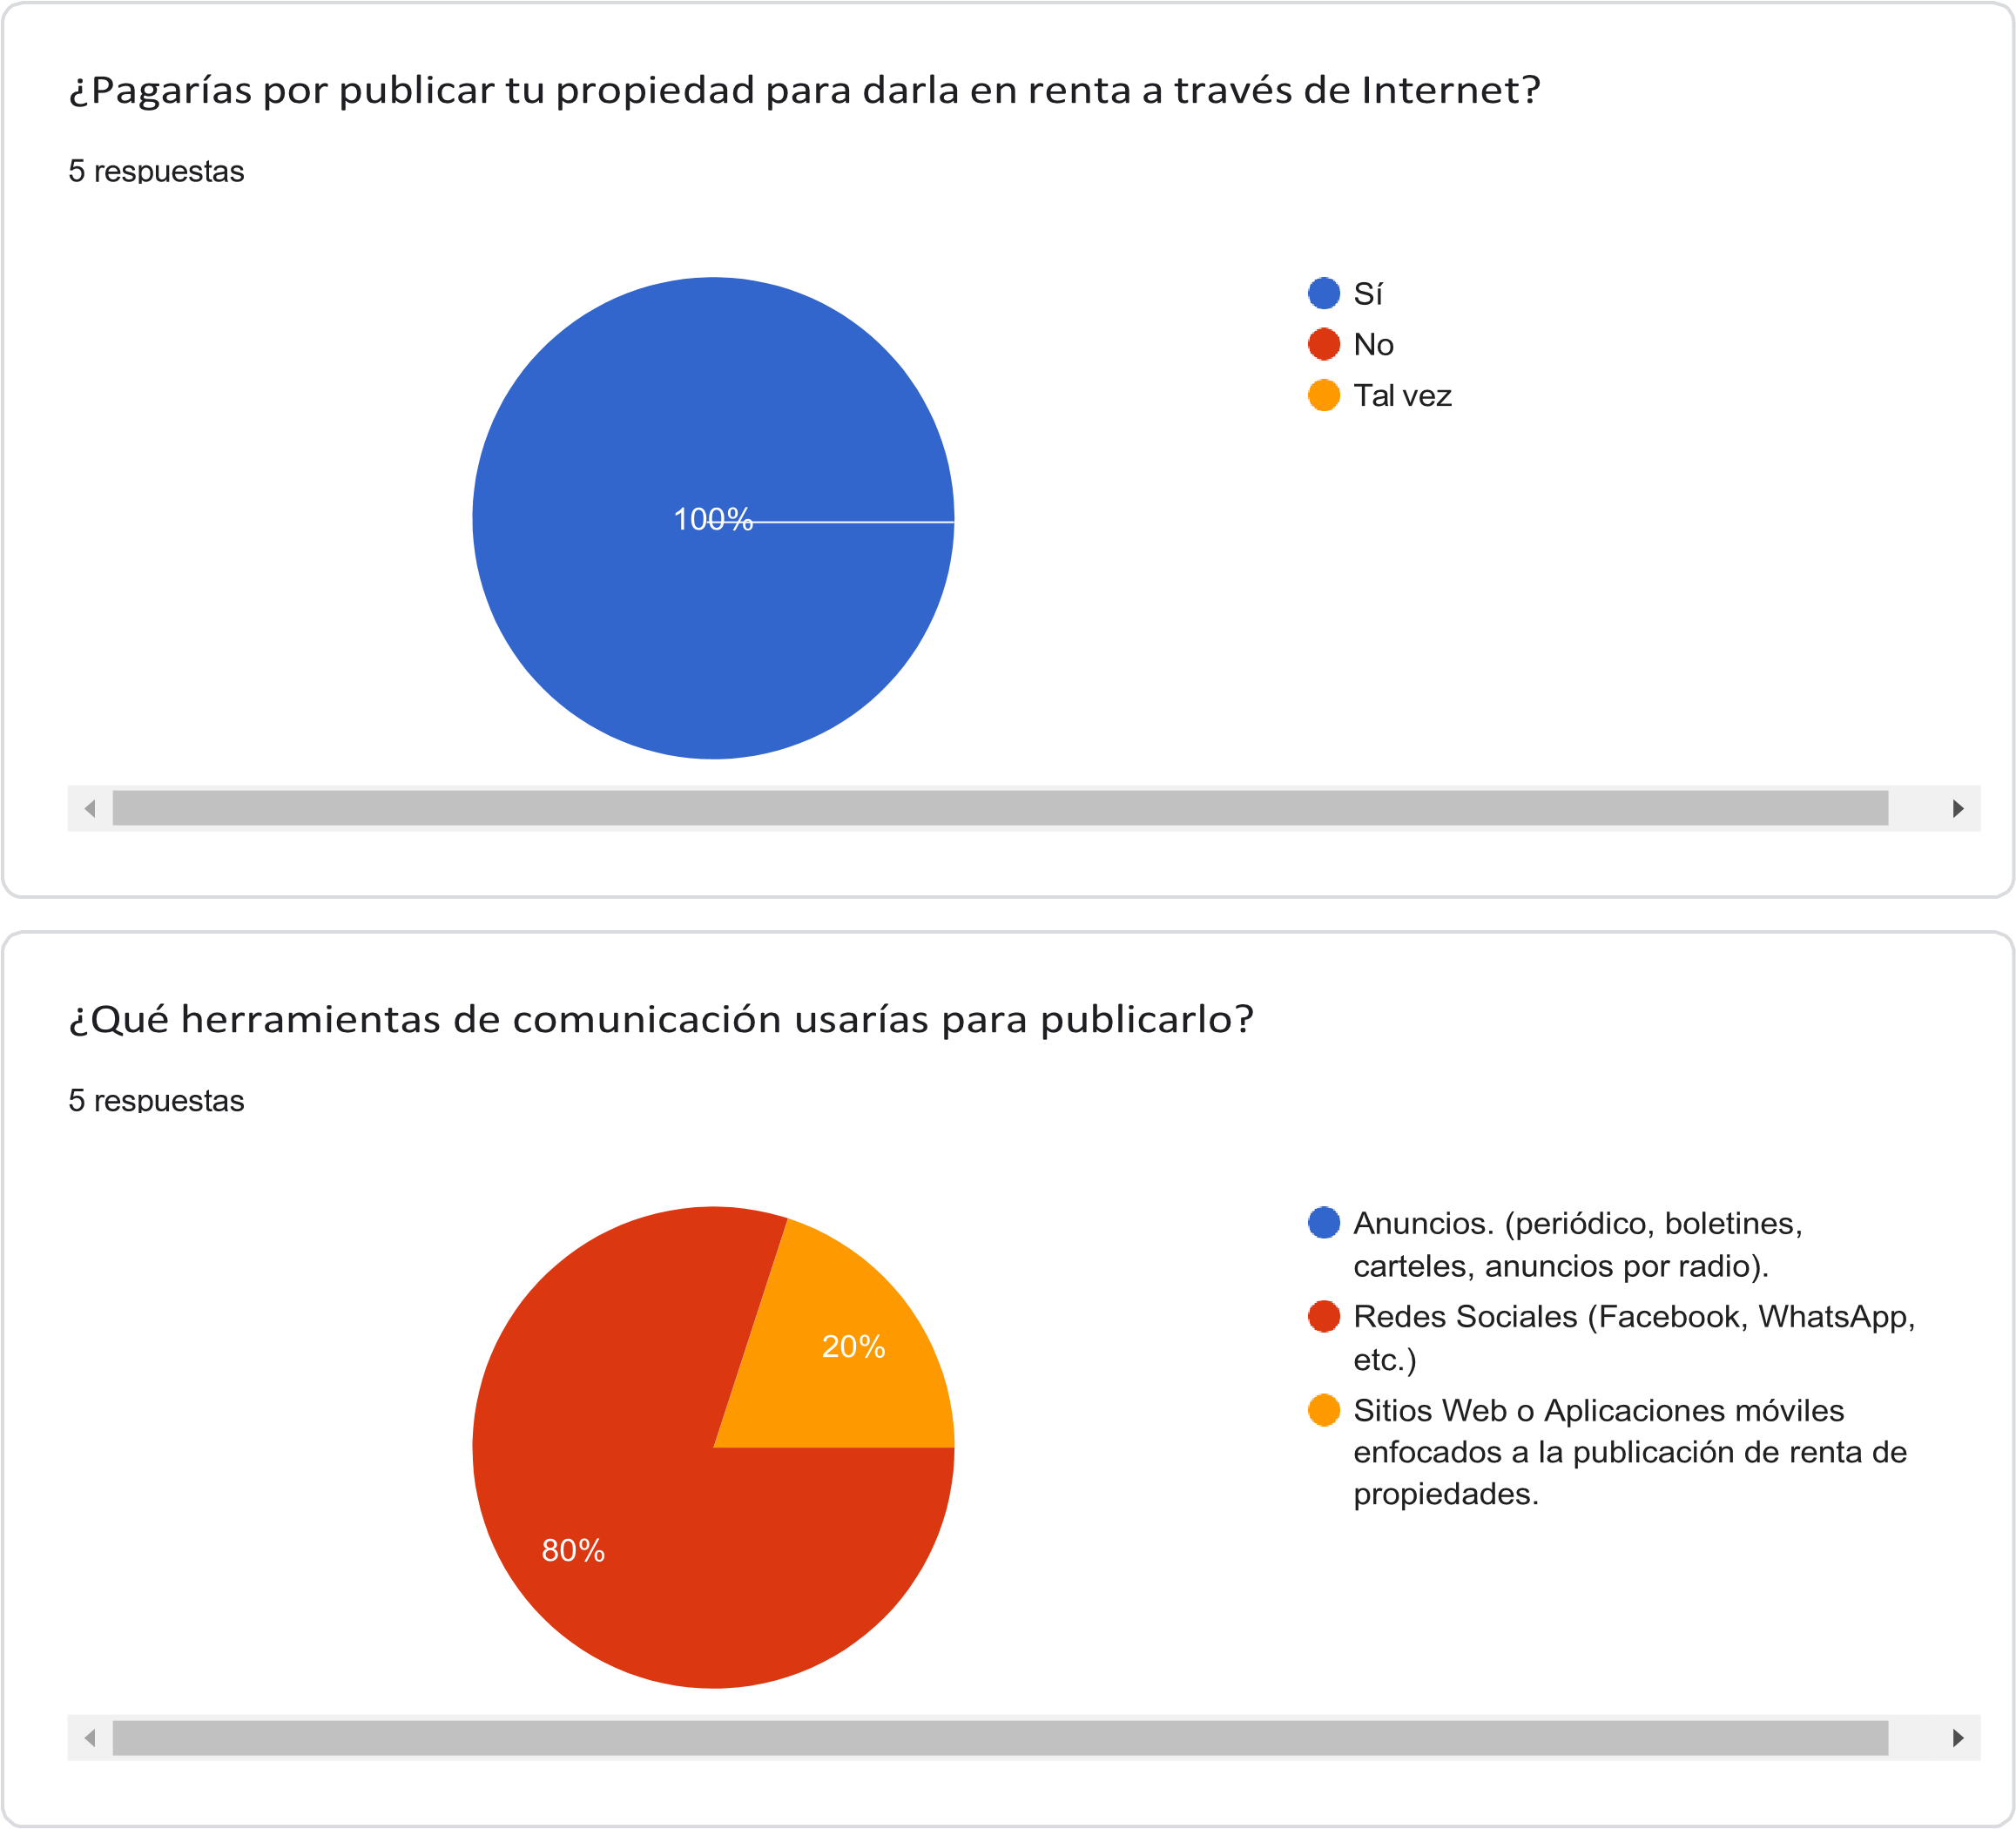 ¿Pagarías por publicar tu propiedad para darla en renta a través de Internet?
5 respuestas
100%
Sí
No
Tal vez
¿Qué herramientas de comunicación usarías para publicarlo?
5 respuestas
20%
80%
Anuncios. (periódico, boletines,
carteles, anuncios por radio).
Redes Sociales (Facebook, WhatsApp,
etc.)
Sitios Web o Aplicaciones móviles
enfocados a la publicación de renta de
propiedades.